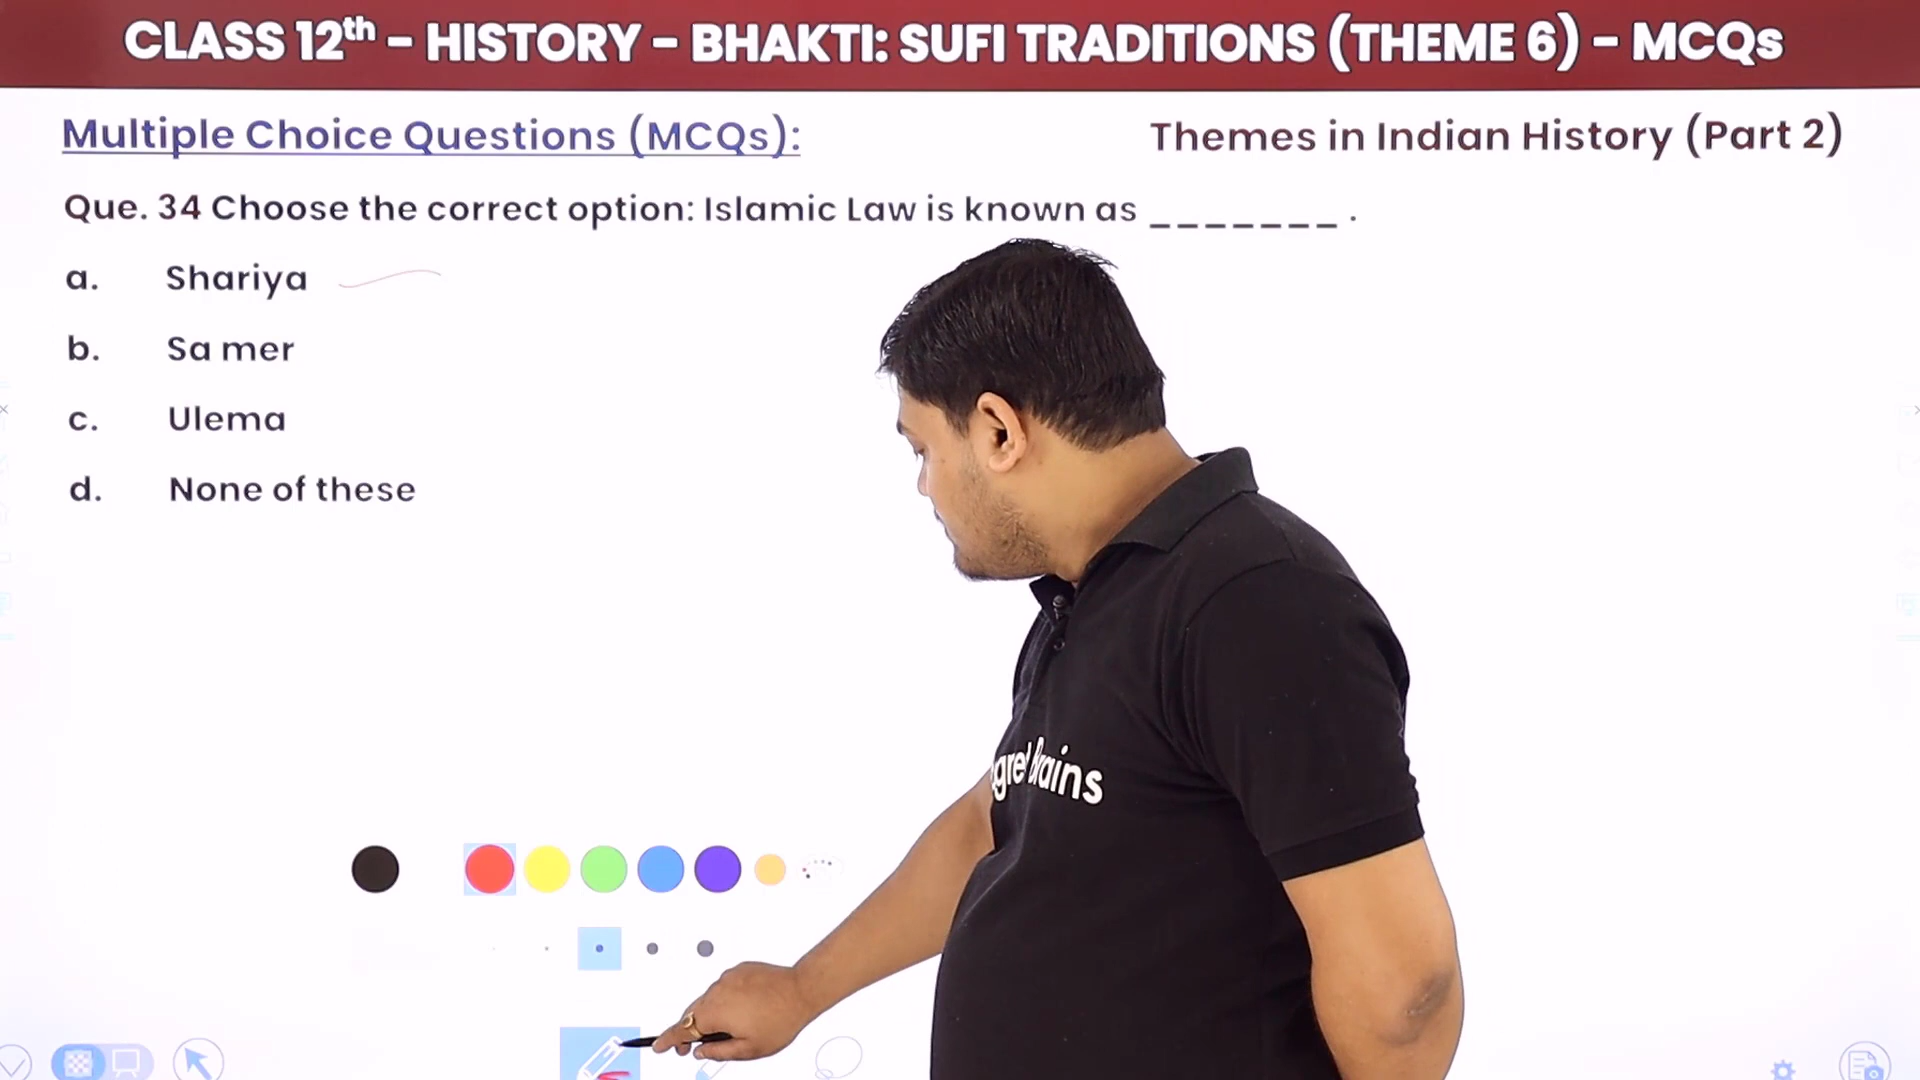 CLASS 12th - HISTORY - BHAKTI: SUFI TRADITIONS (THEME 6) - MCQs
Multiple Choice Questions (MCQs):
Themes in Indian History (Part 2)
Que. 34 Choose the correct option: Islamic Law is known as _______ .
a. Shariya
b. Sa mer
c. Ulema
d. None of these
gnet Brains